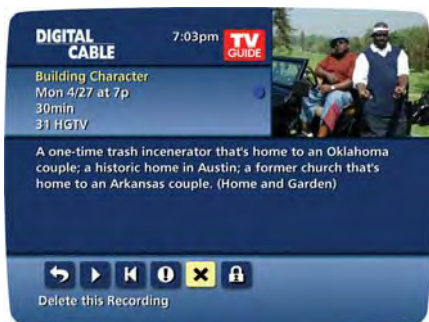 DIGITAL
CABLE
7:03pm
TV
GUIDE
Building Character
Mon 4/27 at 7p
30min
31 HGTV
A one-time trash incenerator that's home to an Oklahoma
couple; a historic home in Austin; a former church that's
home to an Arkansas couple. (Home and Garden)
Delete this Recording